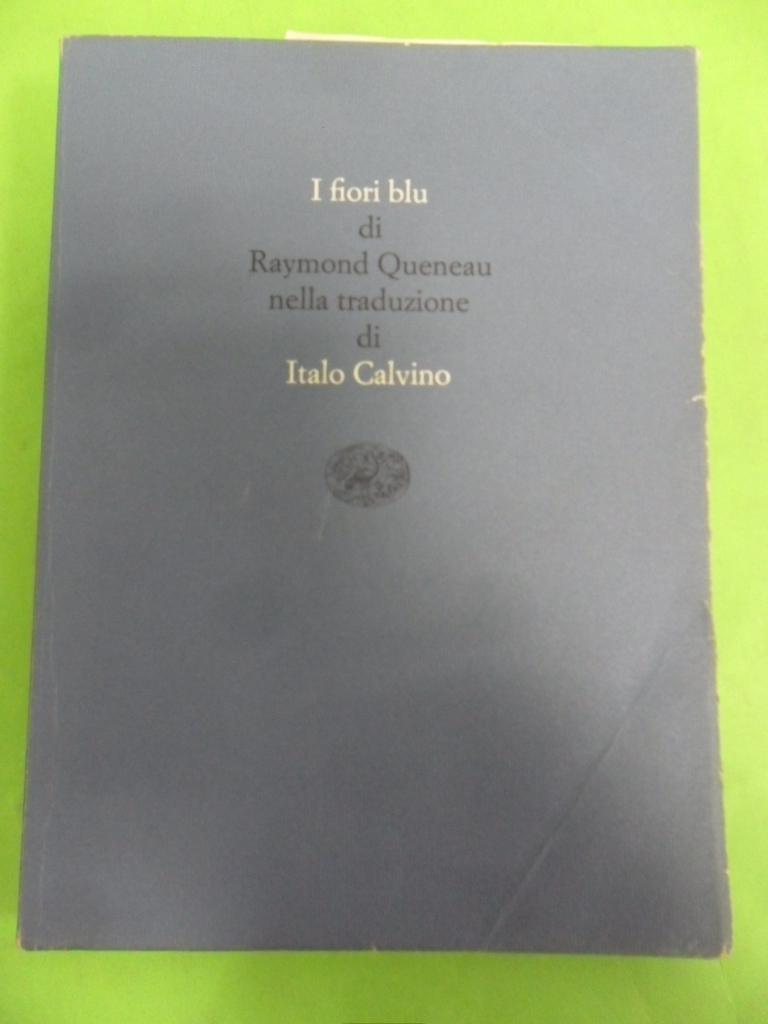 I fiori blu
di
Raymond Queneau
nella traduzione
di
Italo Calvino